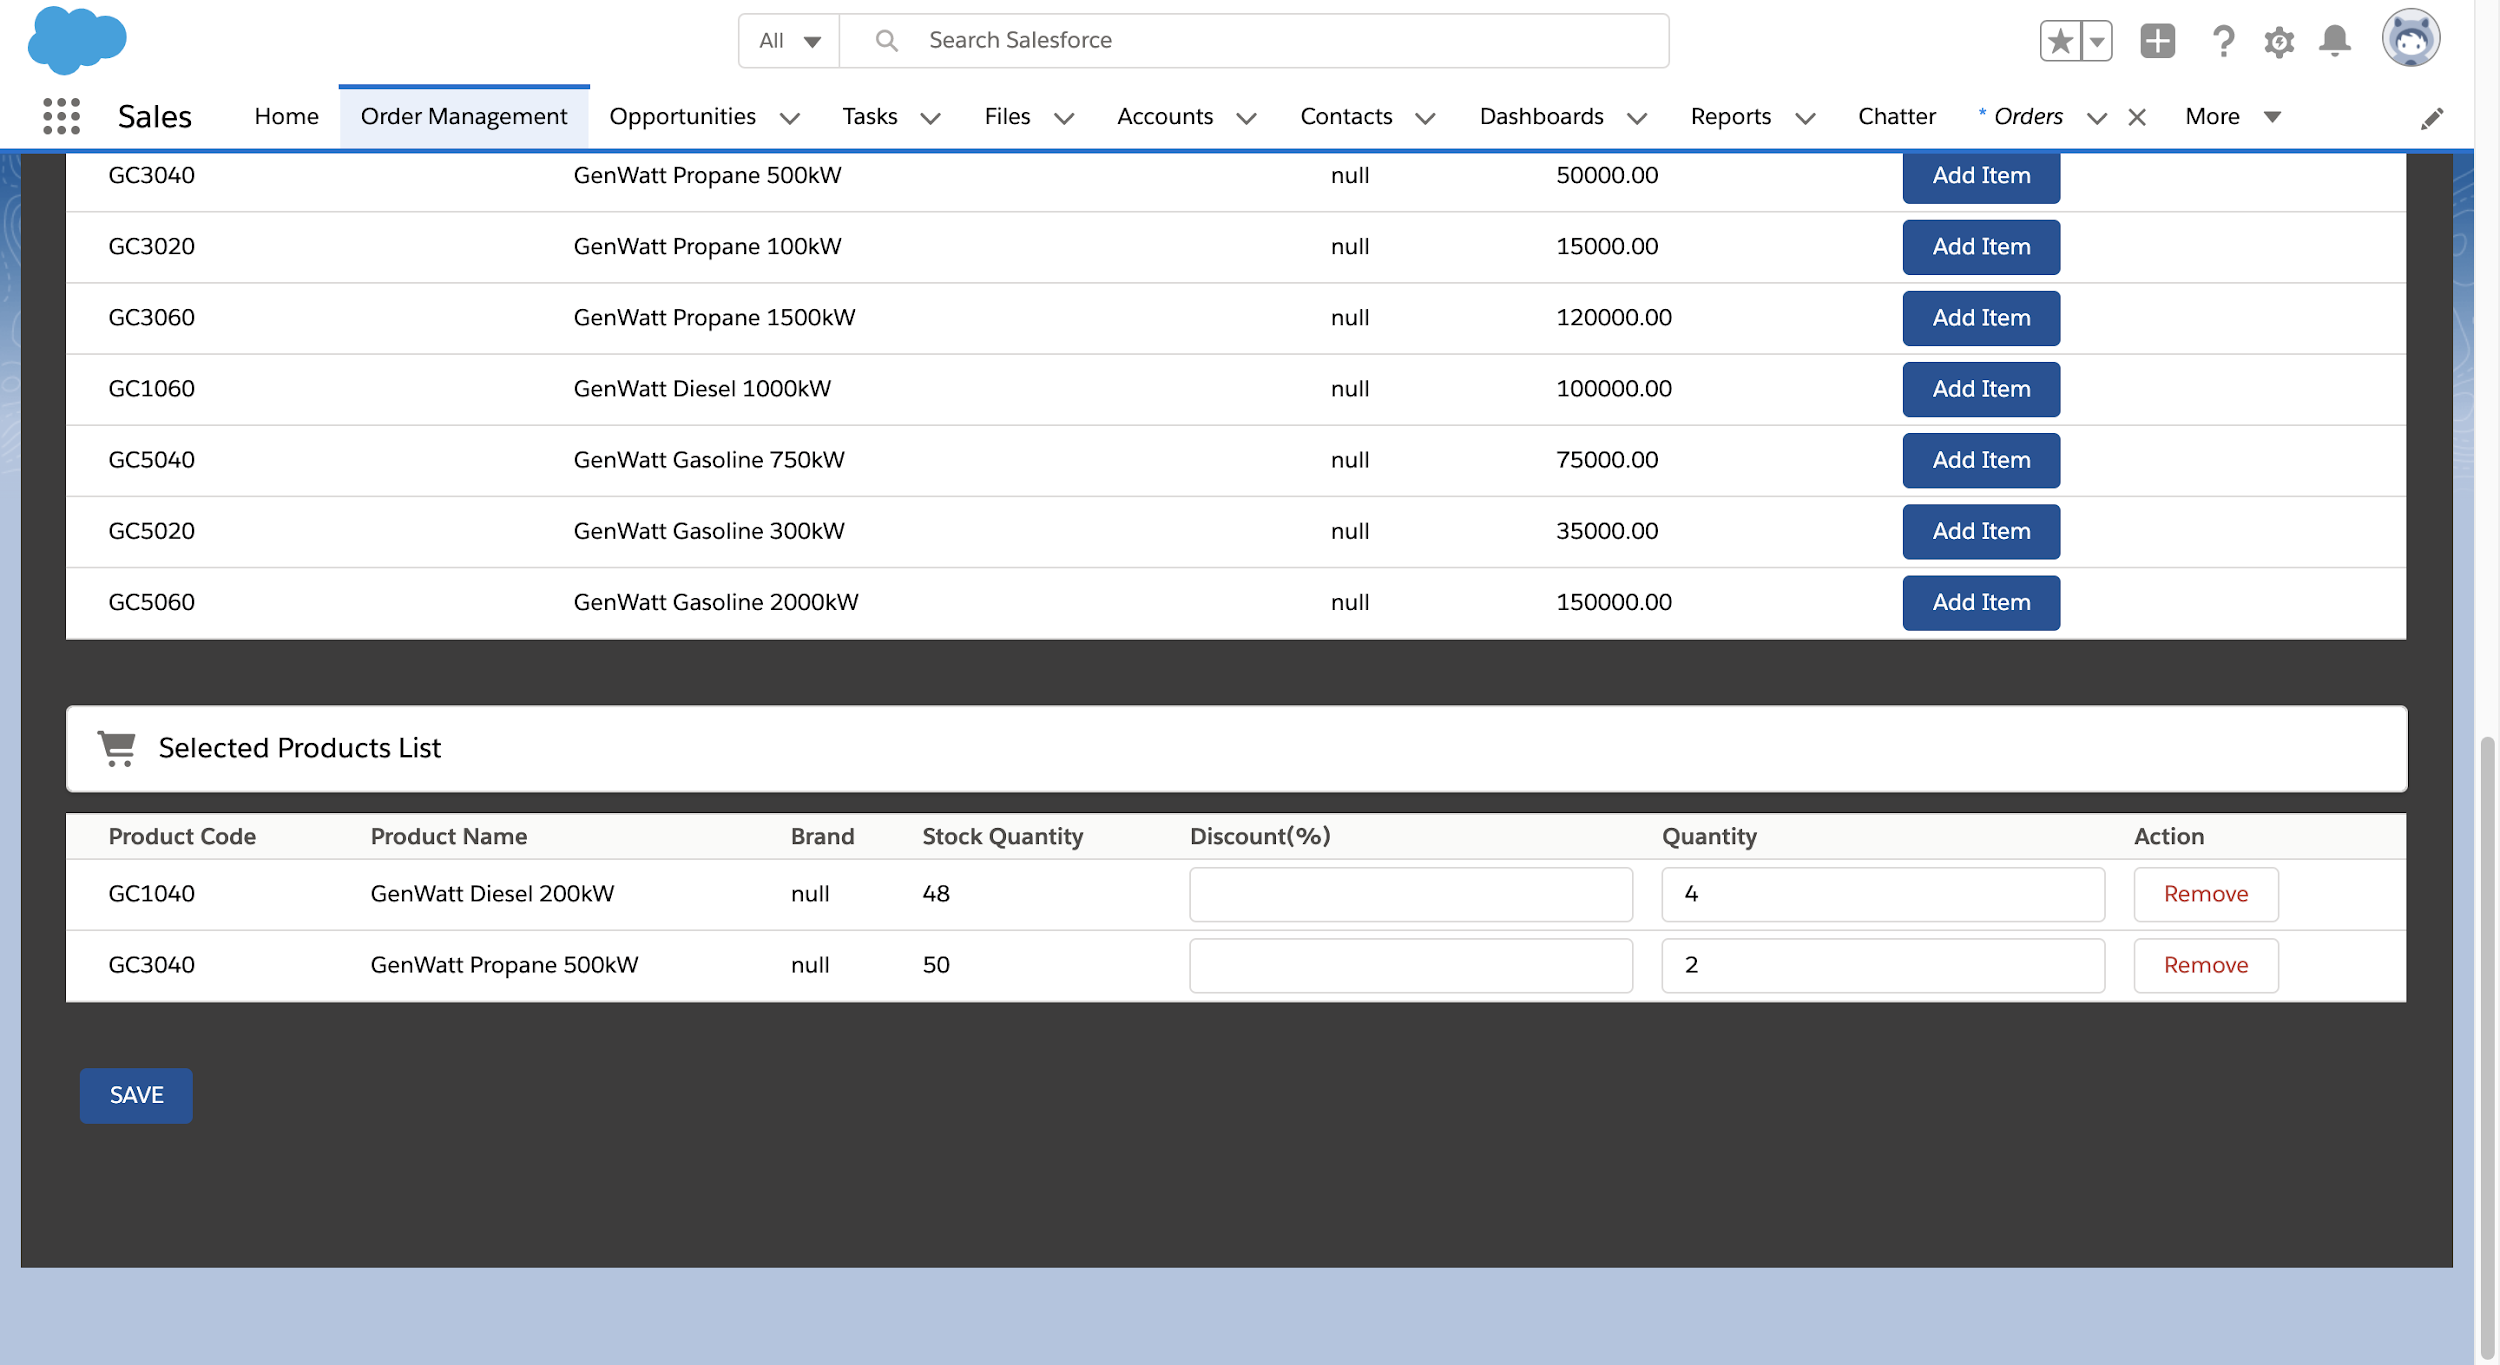 All Search Salesforce
Sales Home Order Management Opportunities Tasks Files Accounts Contacts Dashboards Reports Chatter * Orders More
GC3040 GenWatt Propane 500kW null 50000.00 Add Item
GC3020 GenWatt Propane 100kW null 15000.00 Add Item
GC3060 GenWatt Propane 1500kW null 120000.00 Add Item
GC1060 GenWatt Diesel 1000kW null 100000.00 Add Item
GC5040 GenWatt Gasoline 750kW null 75000.00 Add Item
GC5020 GenWatt Gasoline 300kW null 35000.00 Add Item
GC5060 GenWatt Gasoline 2000kW null 150000.00 Add Item
Selected Products List
Product Code Product Name Brand Stock Quantity Discount(%) Quantity Action
GC1040 GenWatt Diesel 200kW null 48 4 Remove
GC3040 GenWatt Propane 500kW null 50 2 Remove
SAVE